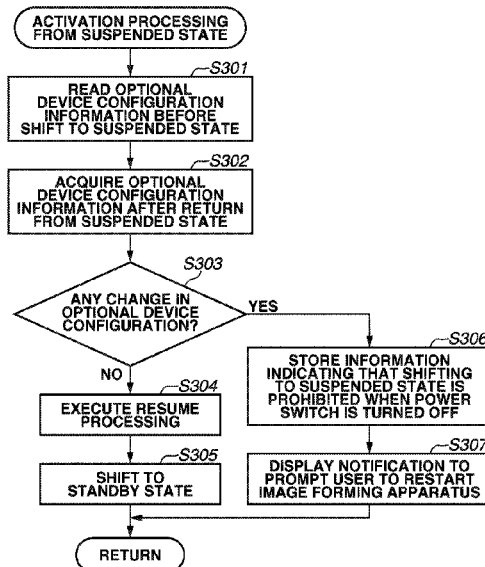 ACTIVATION PROCESSING
FROM SUSPENDED STATE
S301
READ OPTIONAL
DEVICE CONFIGURATION
INFORMATION BEFORE
SHIFT TO SUSPENDED STATE
S302
ACQUIRE OPTIONAL
DEVICE CONFIGURATION
INFORMATION AFTER RETURN
FROM SUSPENDED STATE
S303
ANY CHANGE IN
OPTIONAL DEVICE
CONFIGURATION?
YES
NO
S304
EXECUTE RESUME
PROCESSING
S305
SHIFT TO
STANDBY STATE
S306
STORE INFORMATION
INDICATING THAT SHIFTING
TO SUSPENDED STATE IS
PROHIBITED WHEN POWER
SWITCH IS TURNED OFF
S307
DISPLAY NOTIFICATION TO
PROMPT USER TO RESTART
IMAGE FORMING APPARATUS
RETURN